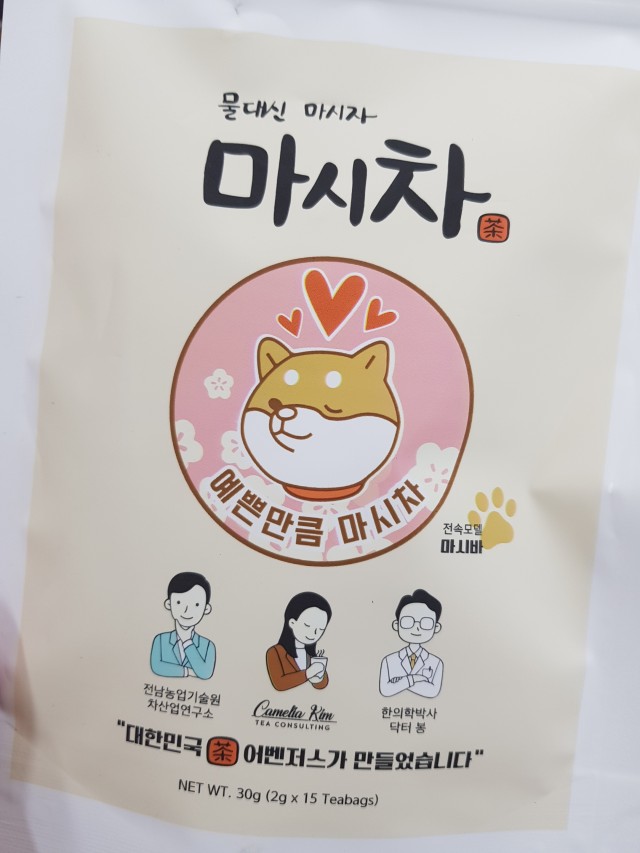 물대신 마시자
마시차 茶
예쁜만큼 마시차
전속모델
마시바
전남농업기술원
차산업연구소
Camelia Kim
TEA CONSULTING
한의학박사
닥터 봉
"대한민국 茶 어벤저스가 만들었습니다"
NET WT. 30g (2g x 15 Teabags)